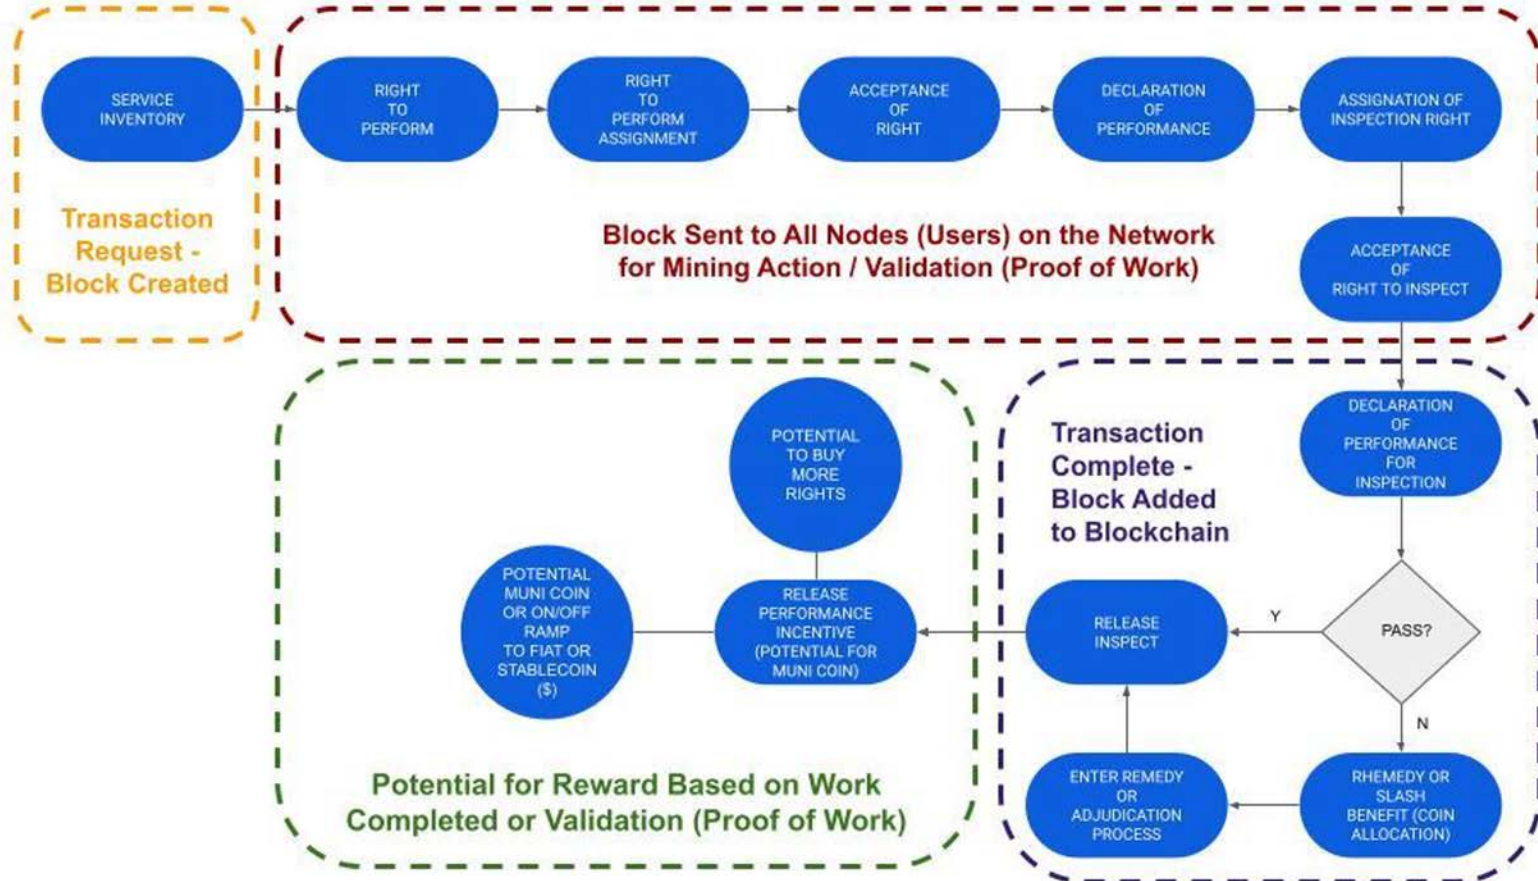 SERVICE
INVENTORY
RIGHT
TO
PERFORM
RIGHT
TO
PERFORM
ASSIGNMENT
ACCEPTANCE
OF
RIGHT
DECLARATION
OF
PERFORMANCE
ASSIGNATION OF
INSPECTION RIGHT
Transaction
Request -
Block Created
Block Sent to All Nodes (Users) on the Network
for Mining Action / Validation (Proof of Work)
ACCEPTANCE
OF
RIGHT TO INSPECT
DECLARATION
OF
PERFORMANCE
FOR
INSPECTION
Transaction
Complete -
Block Added
to Blockchain
PASS?
Y
N
RELEASE
INSPECT
RHEMEDY OR
SLASH
BENEFIT (COIN
ALLOCATION)
ENTER REMEDY
OR
ADJUDICATION
PROCESS
RELEASE
PERFORMANCE
INCENTIVE
(POTENTIAL FOR
MUNI COIN)
POTENTIAL
TO BUY
MORE
RIGHTS
POTENTIAL
MUNI COIN
OR ON/OFF
RAMP
TO FIAT OR
STABLECOIN
($)
Potential for Reward Based on Work
Completed or Validation (Proof of Work)